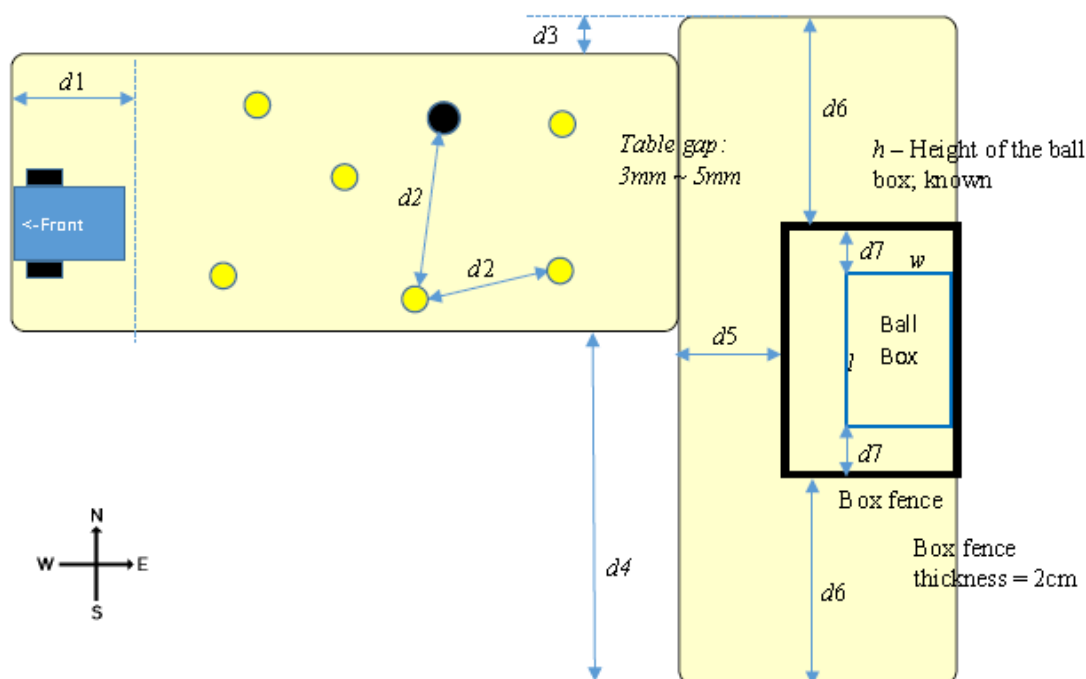 d3
d1
d6
Table gap:
3mm ~ 5mm
h – Height of the ball
box; known
d2
<-Front
d7
w
d2
Ball
Box
d5
l
d7
Box fence
N
W E
S
d4
Box fence
thickness = 2cm
d6